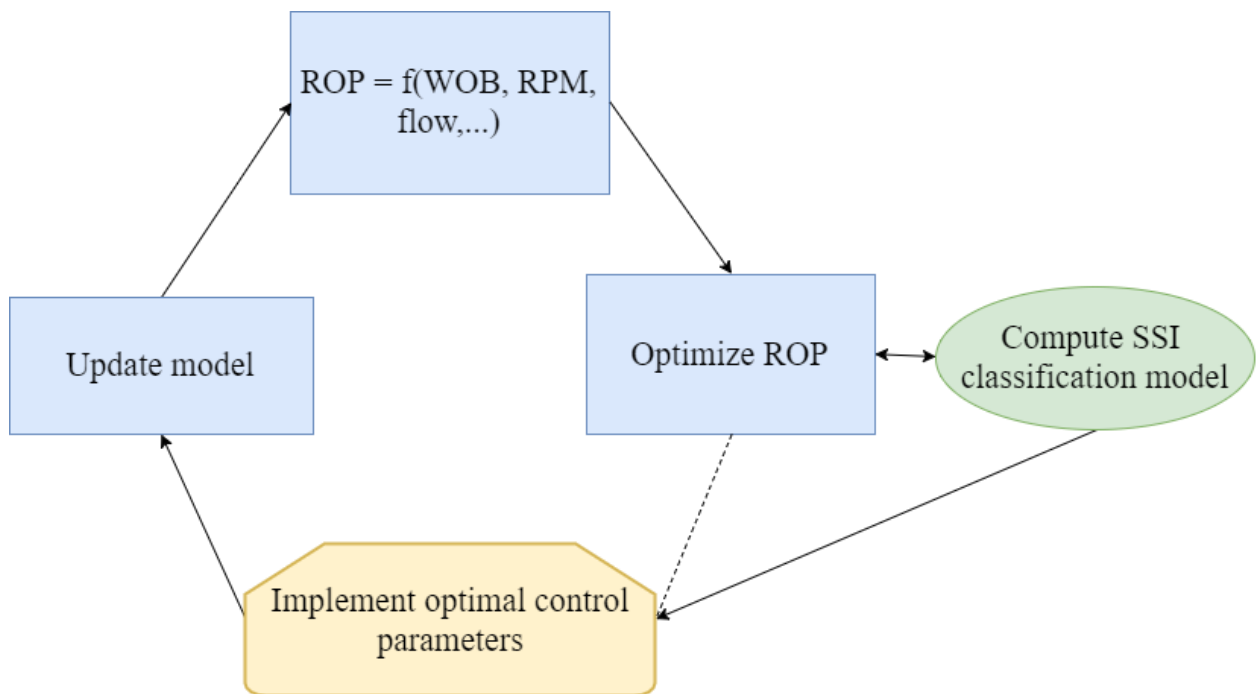 ROP = f(WOB, RPM,
flow,...)
Update model
Optimize ROP
Compute SSI
classification model
Implement optimal control
parameters